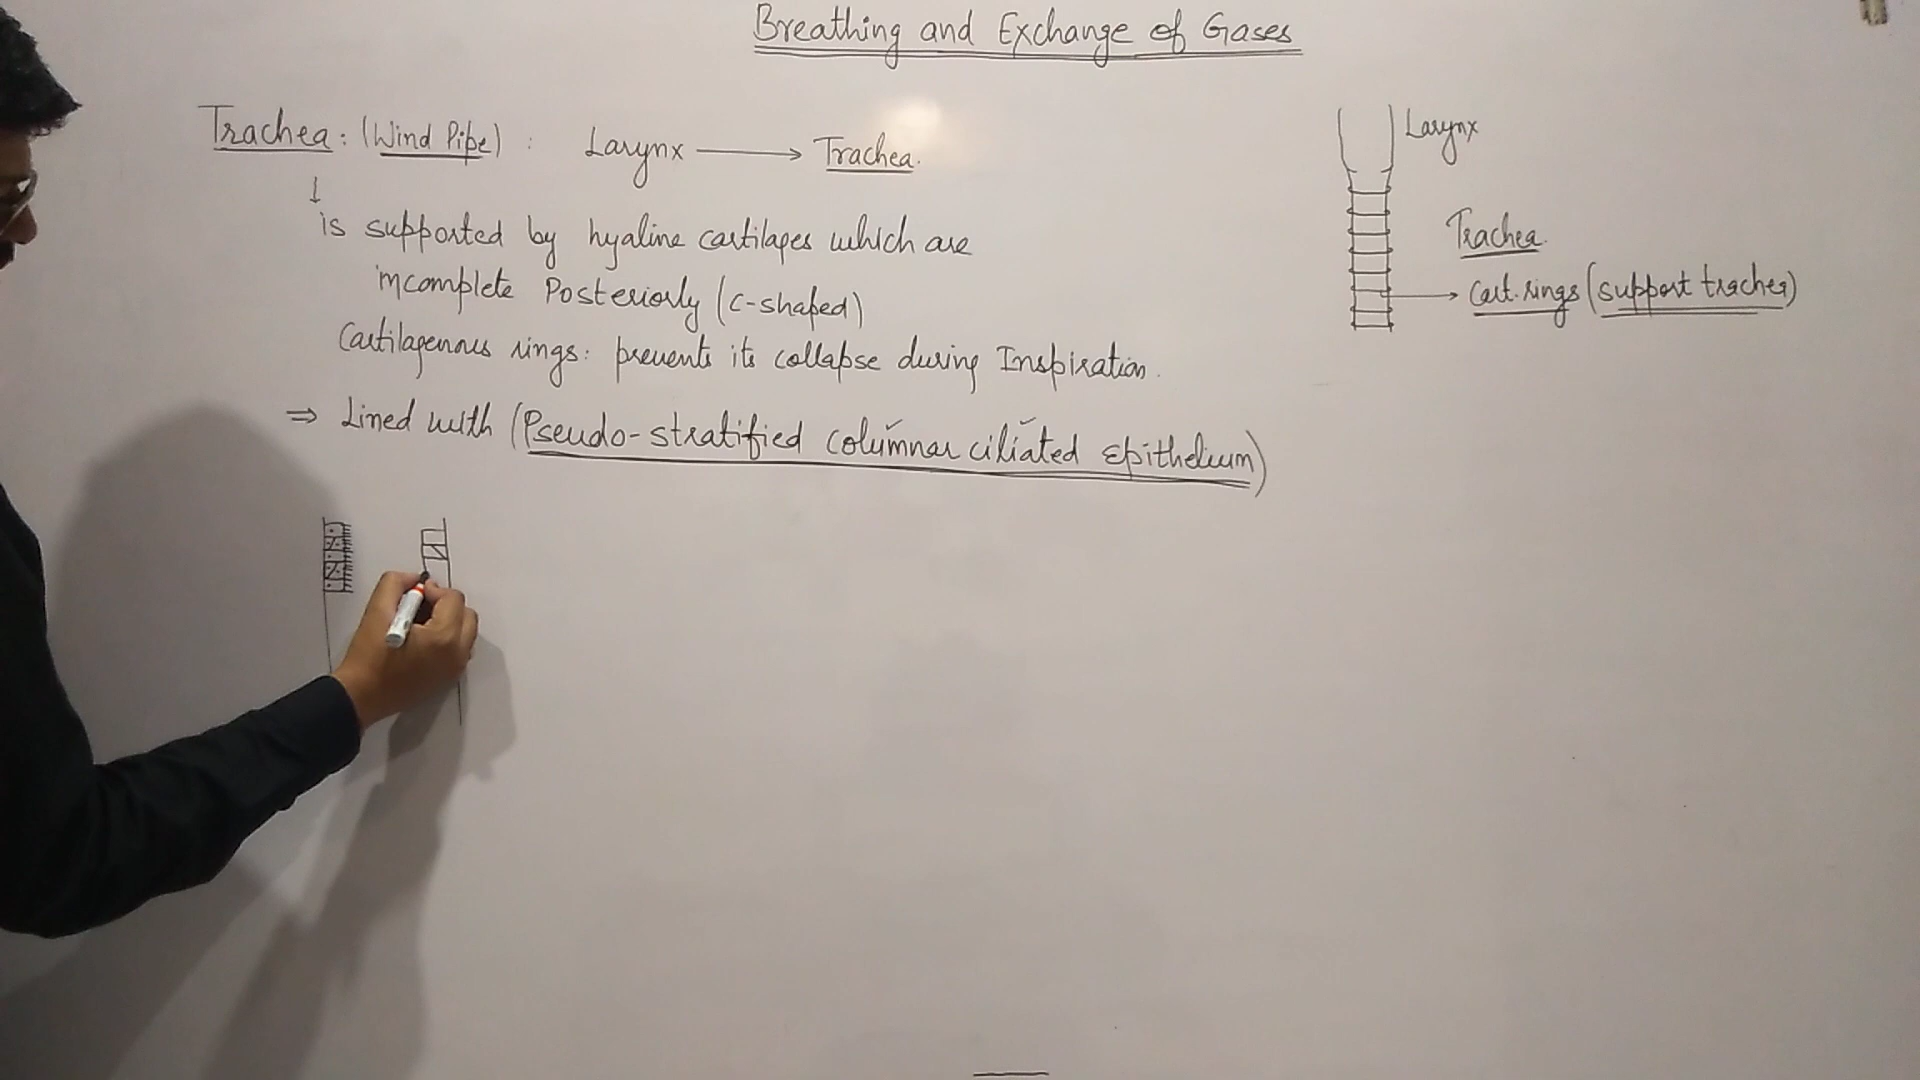 Breathing and Exchange of Gases
Trachea: (Wind Pipe) : Larynx → Trachea.
↓
is supported by hyaline cartilages which are
incomplete Posteriorly (C-shaped)
Cartilagenous rings: prevents its collapse during Inspiration.
⇒ Lined with (Pseudo-stratified columnar ciliated Epithelium)
Larynx
Trachea.
→ Cart. rings (support trachea)